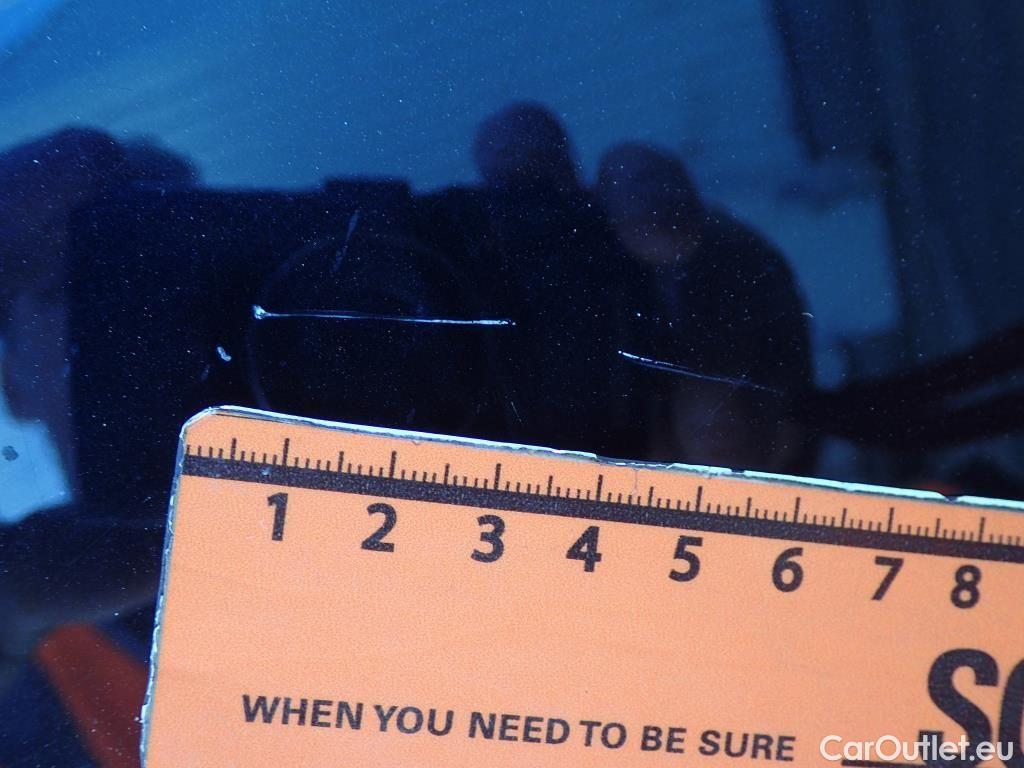 1 2 3 4 5 6 7 8
WHEN YOU NEED TO BE SURE
CarOutlet.eu